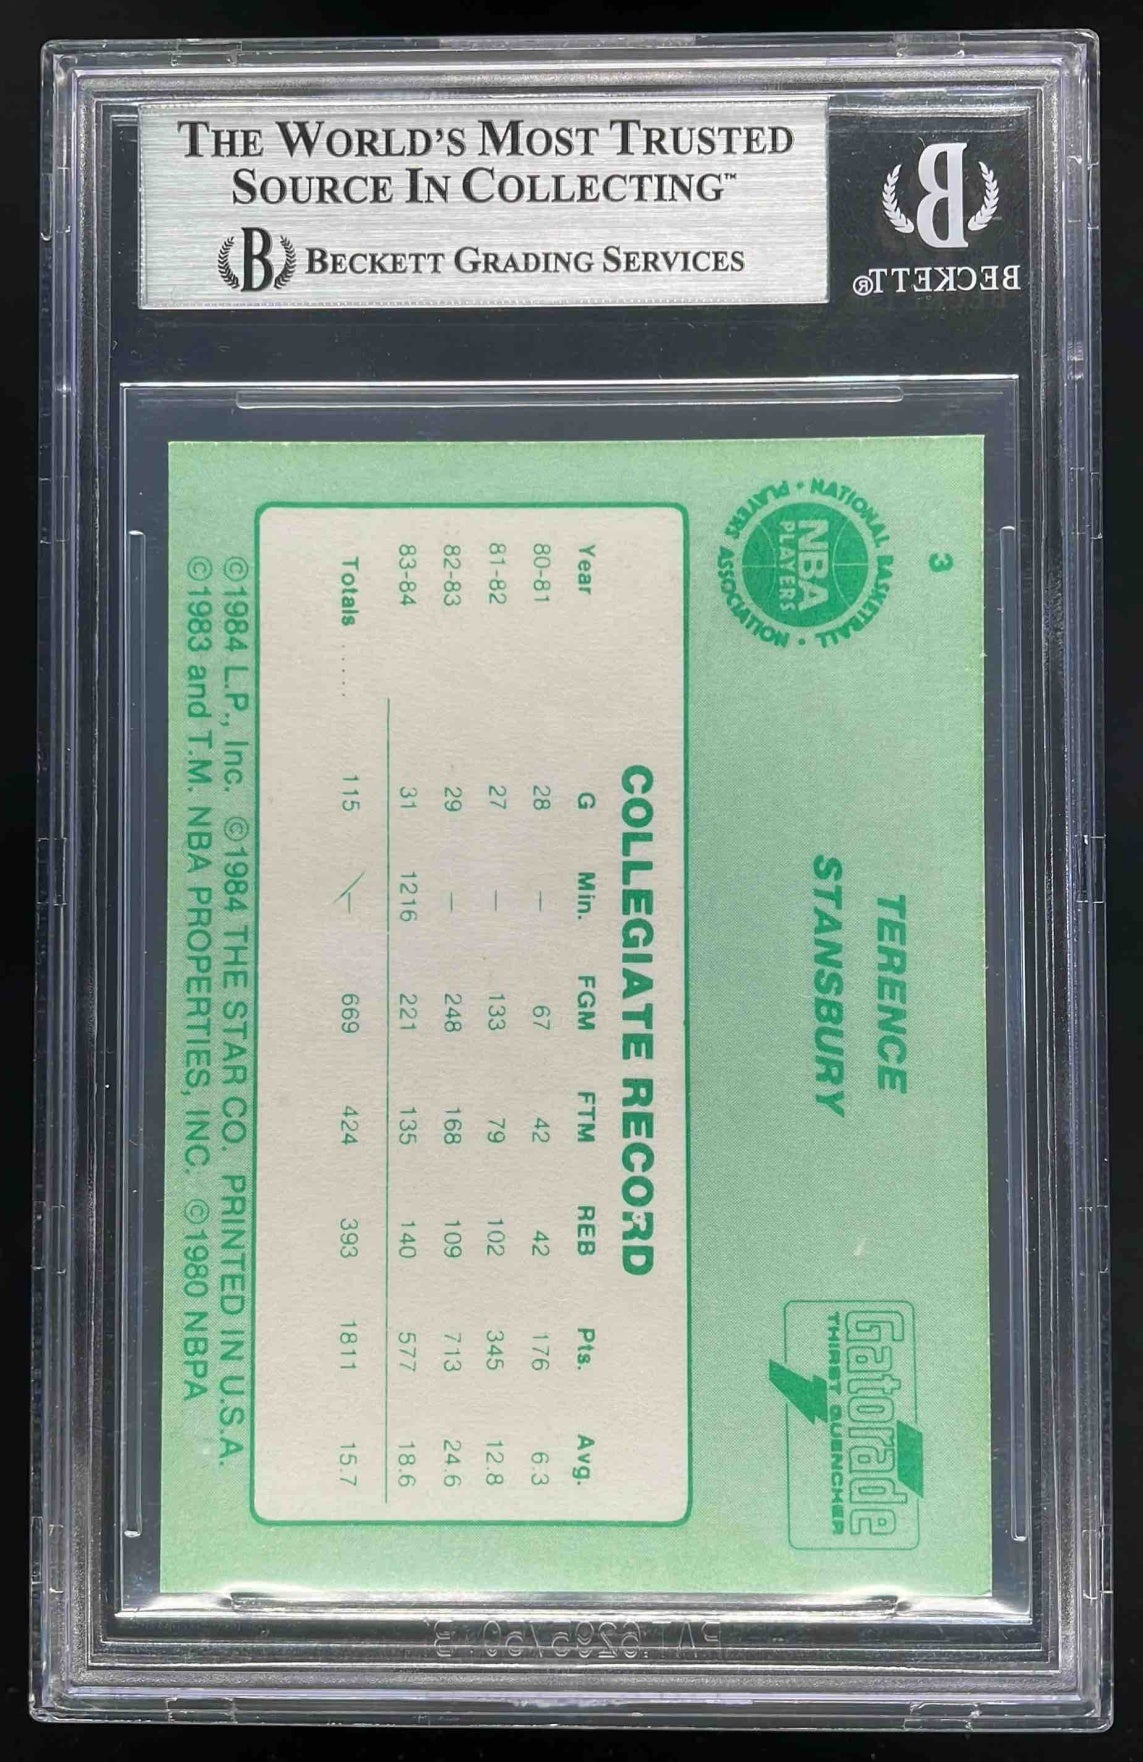 THE WORLD'S MOST TRUSTED
SOURCE IN COLLECTING™
B BECKETT GRADING SERVICES
B
BECKETT®
3
TERENCE
STANSBURY
NATIONAL BASKETBALL
PLAYERS ASSOCIATION
NBA
PLAYERS
Gatorade
THIRST QUENCHER
COLLEGIATE RECORD
Year G Min. FGM FTM REB Pts. Avg.
80-81 28 — 67 42 42 176 6.3
81-82 27 — 133 79 102 345 12.8
82-83 29 — 248 168 109 713 24.6
83-84 31 1216 221 135 140 577 18.6
Totals ..... 115 — 669 424 393 1811 15.7
©1984 L.P., Inc. ©1984 THE STAR CO. PRINTED IN U.S.A.
©1983 and T.M. NBA PROPERTIES, INC. ©1980 NBPA